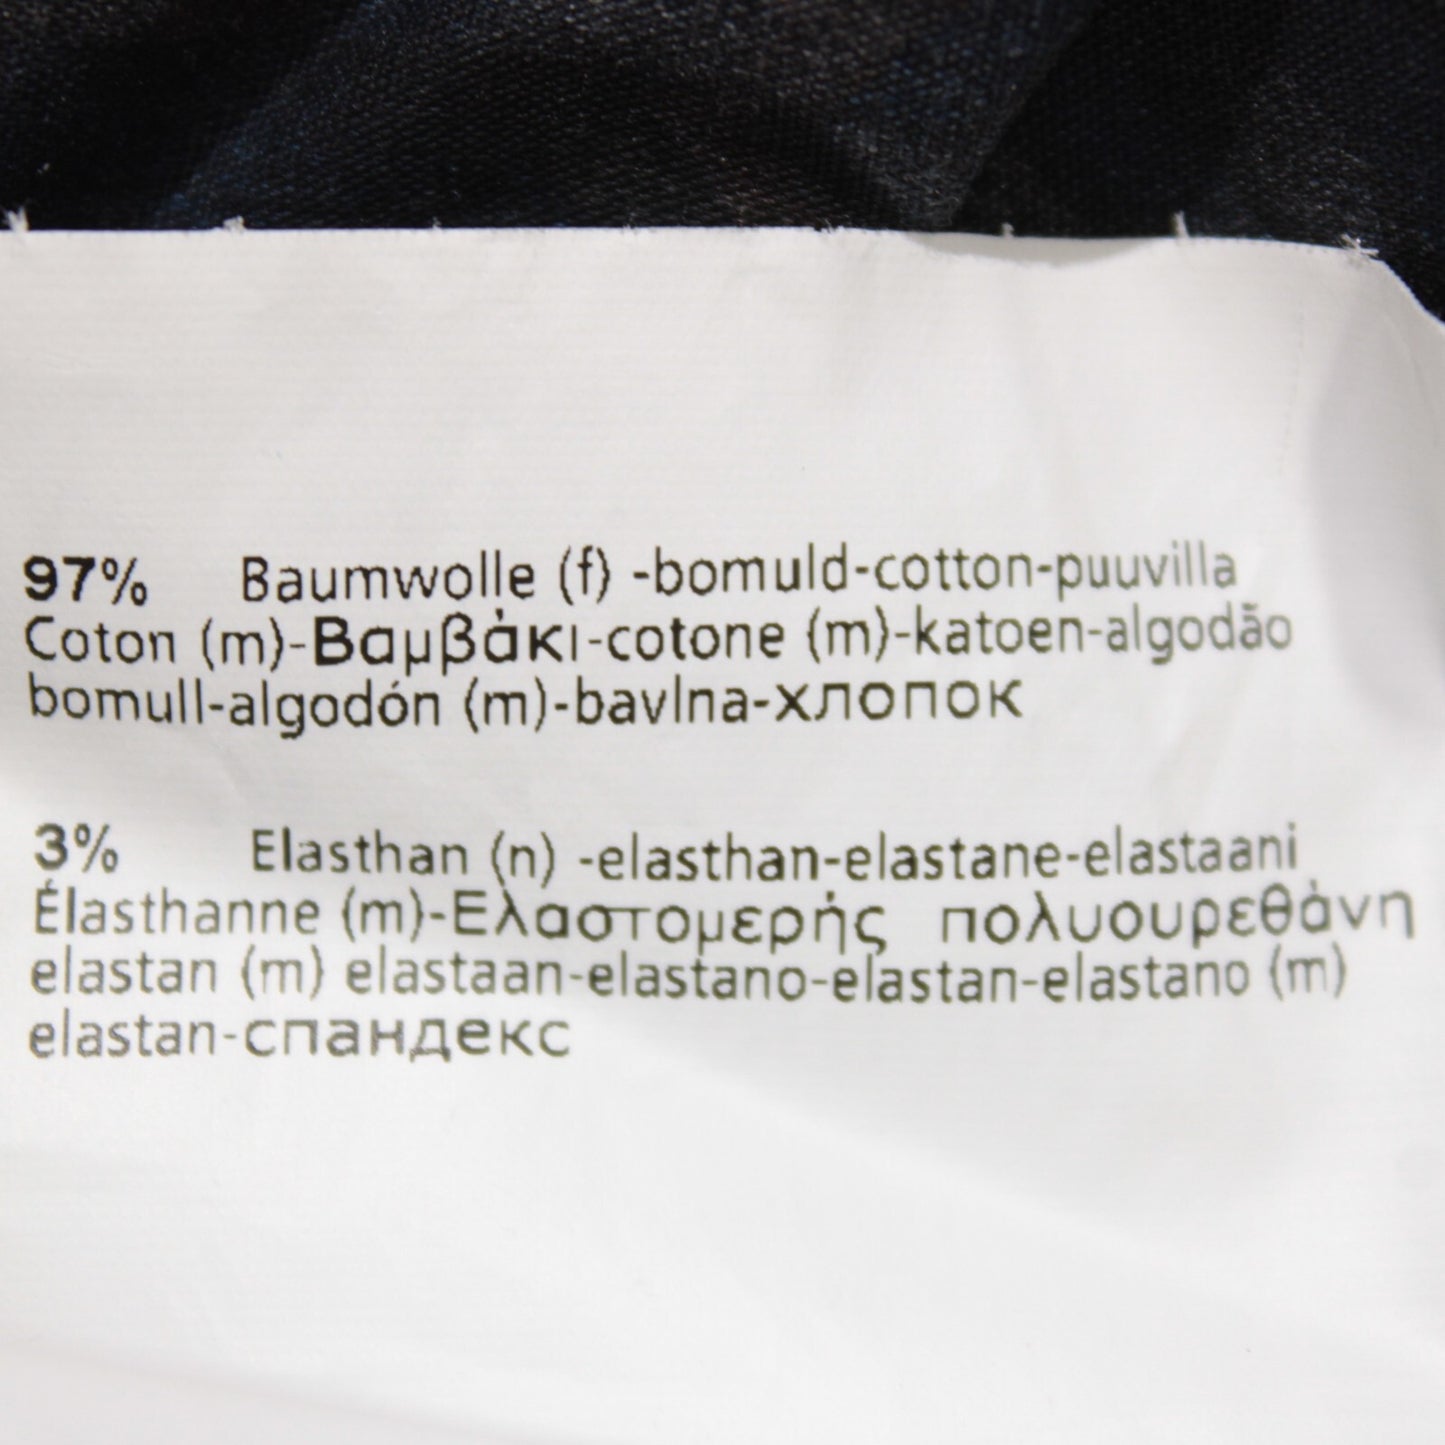 97% Baumwolle (f) -bomuld-cotton-puuvilla
Coton (m)-Βαμβάκι-cotone (m)-katoen-algodão
bomull-algodón (m)-bavlna-хлопок
3% Elasthan (n) -elasthan-elastane-elastaani
Élasthanne (m)-Ελαστομερής πολυουρεθάνη
elastan (m) elastaan-elastano-elastan-elastano (m)
elastan-спандекс